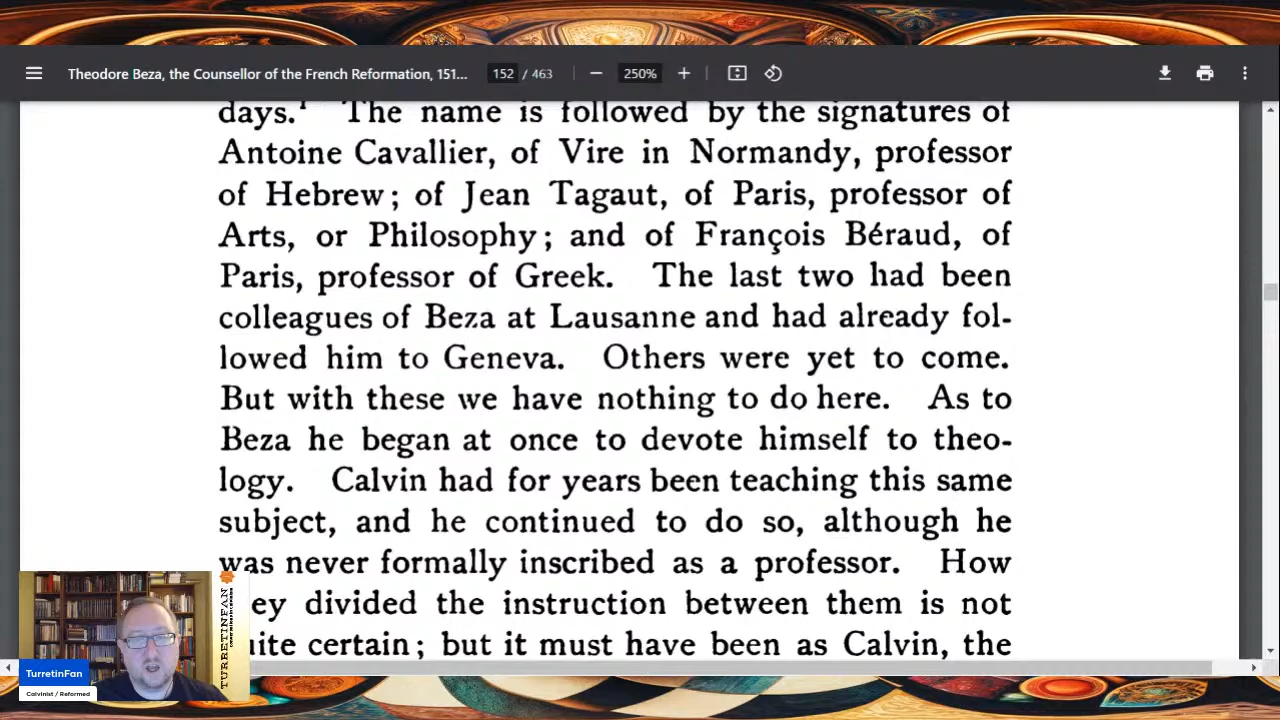 Theodore Beza, the Counsellor of the French Reformation, 151...
152 / 463
250%
days.¹ The name is followed by the signatures of
Antoine Cavallier, of Vire in Normandy, professor
of Hebrew; of Jean Tagaut, of Paris, professor of
Arts, or Philosophy; and of François Béraud, of
Paris, professor of Greek. The last two had been
colleagues of Beza at Lausanne and had already fol-
lowed him to Geneva. Others were yet to come.
But with these we have nothing to do here. As to
Beza he began at once to devote himself to theo-
logy. Calvin had for years been teaching this same
subject, and he continued to do so, although he
was never formally inscribed as a professor. How
ey divided the instruction between them is not
uite certain; but it must have been as Calvin, the
TURRETINFAN
TurretinFan
Calvinist / Reformed